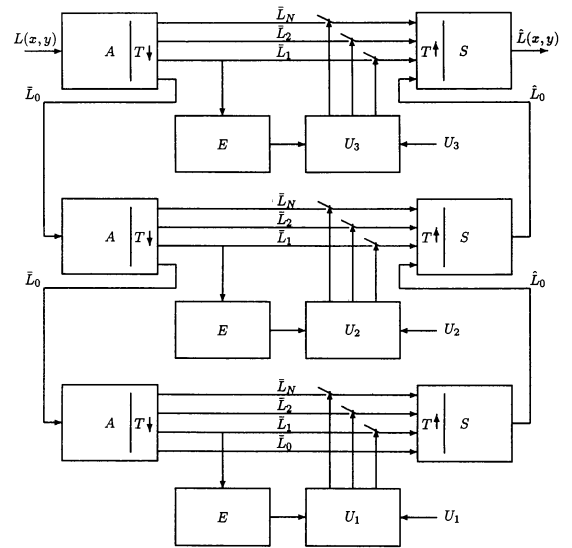 L̄_N
L(x, y) A T↓ L̄_2 T↑ S L̂(x, y)
L̄_1
L̄_0 L̂_0
E U_3 U_3
L̄_N
A T↓ L̄_2 T↑ S
L̄_1
L̄_0 L̂_0
E U_2 U_2
L̄_N
A T↓ L̄_2 T↑ S
L̄_1
L̄_0
E U_1 U_1